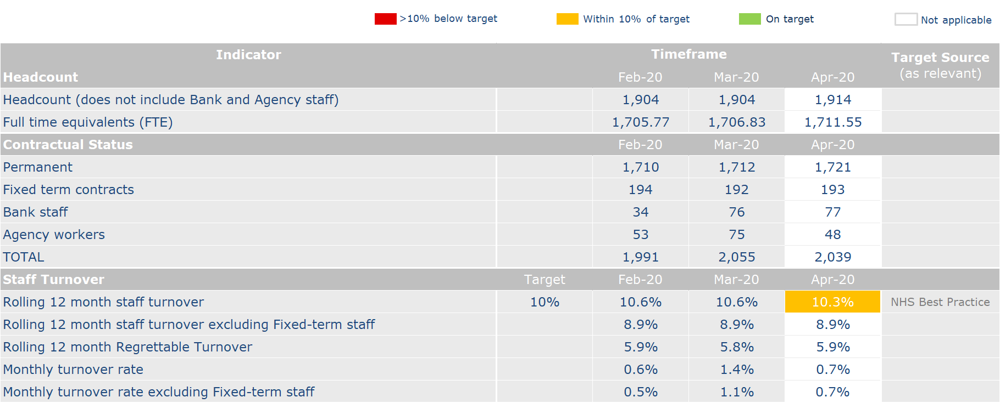 >10% below target Within 10% of target On target Not applicable
Indicator Timeframe Target Source
(as relevant)
Headcount Feb-20 Mar-20 Apr-20
Headcount (does not include Bank and Agency staff) 1,904 1,904 1,914
Full time equivalents (FTE) 1,705.77 1,706.83 1,711.55
Contractual Status Feb-20 Mar-20 Apr-20
Permanent 1,710 1,712 1,721
Fixed term contracts 194 192 193
Bank staff 34 76 77
Agency workers 53 75 48
TOTAL 1,991 2,055 2,039
Staff Turnover Target Feb-20 Mar-20 Apr-20
Rolling 12 month staff turnover 10% 10.6% 10.6% 10.3% NHS Best Practice
Rolling 12 month staff turnover excluding Fixed-term staff 8.9% 8.9% 8.9%
Rolling 12 month Regrettable Turnover 5.9% 5.8% 5.9%
Monthly turnover rate 0.6% 1.4% 0.7%
Monthly turnover rate excluding Fixed-term staff 0.5% 1.1% 0.7%